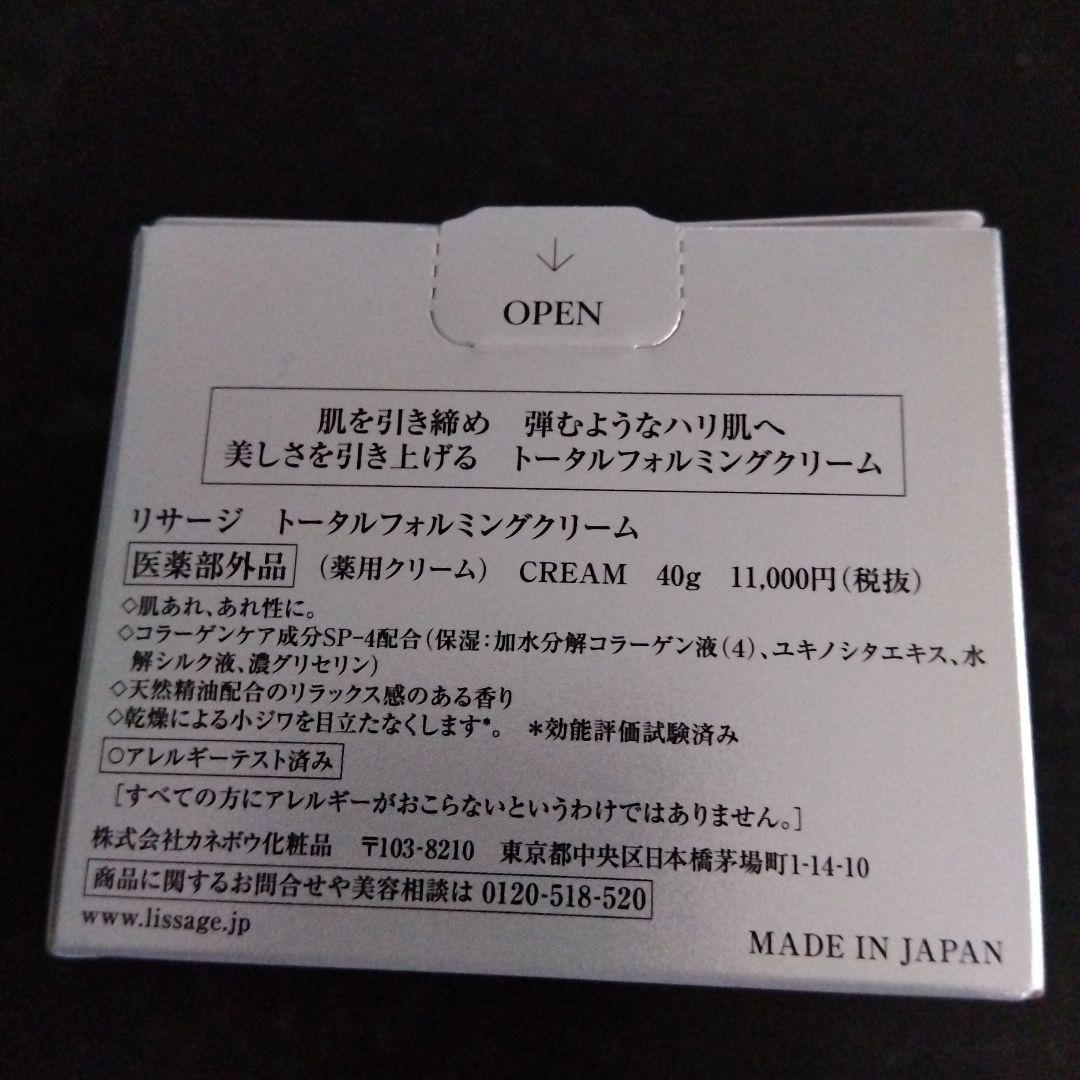 ↓
OPEN
肌を引き締め　弾むようなハリ肌へ
美しさを引き上げる　トータルフォルミングクリーム
リサージ　トータルフォルミングクリーム
医薬部外品　（薬用クリーム）　CREAM　40g　11,000円（税抜）
◇肌あれ、あれ性に。
◇コラーゲンケア成分SP-4配合（保湿：加水分解コラーゲン液（4）、ユキノシタエキス、水
解シルク液、濃グリセリン）
◇天然精油配合のリラックス感のある香り
◇乾燥による小ジワを目立たなくします*。　＊効能評価試験済み
○アレルギーテスト済み
［すべての方にアレルギーがおこらないというわけではありません。］
株式会社カネボウ化粧品　〒103-8210　東京都中央区日本橋茅場町1-14-10
商品に関するお問合せや美容相談は 0120-518-520
www.lissage.jp
MADE IN JAPAN